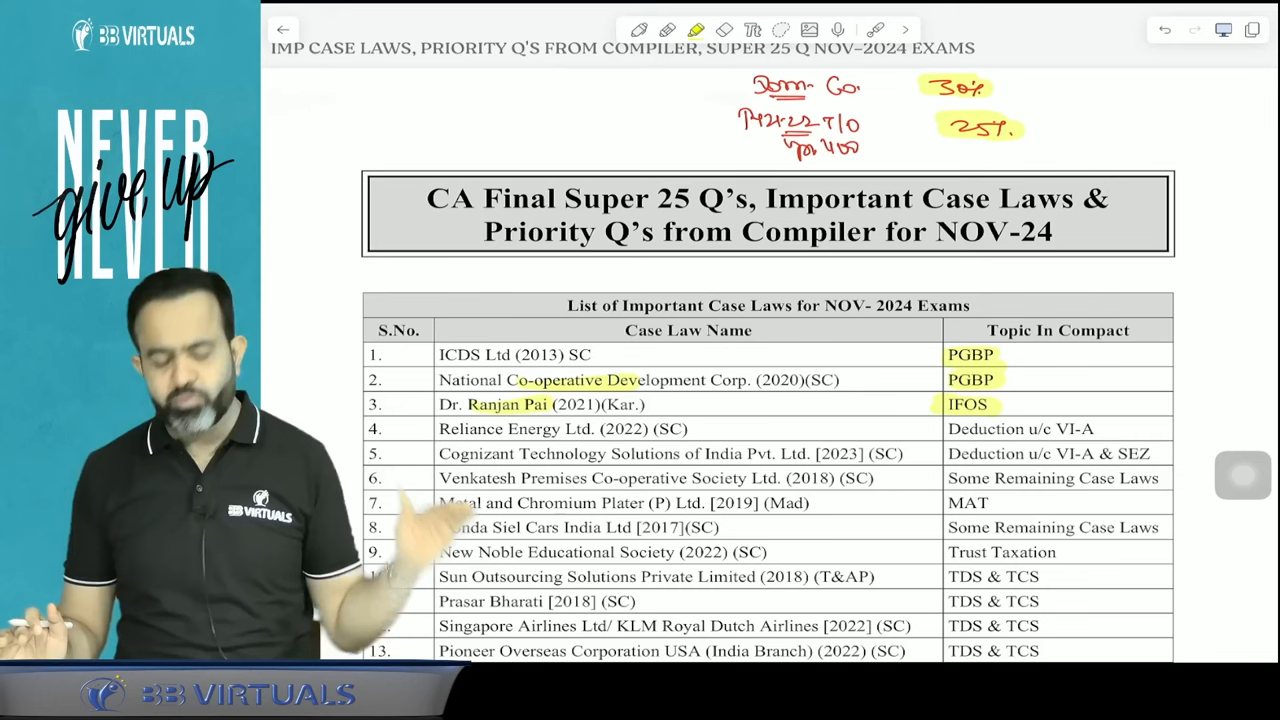 BB VIRTUALS
NEVER
give up
NEVER
BB VIRTUALS
IMP CASE LAWS, PRIORITY Q'S FROM COMPILER, SUPER 25 Q NOV-2024 EXAMS
Dom. Co. 30%
T/O 25%
400
CA Final Super 25 Q's, Important Case Laws &
Priority Q's from Compiler for NOV-24
List of Important Case Laws for NOV- 2024 Exams
S.No. Case Law Name Topic In Compact
1. ICDS Ltd (2013) SC PGBP
2. National Co-operative Development Corp. (2020)(SC) PGBP
3. Dr. Ranjan Pai (2021)(Kar.) IFOS
4. Reliance Energy Ltd. (2022) (SC) Deduction u/c VI-A
5. Cognizant Technology Solutions of India Pvt. Ltd. [2023] (SC) Deduction u/c VI-A & SEZ
6. Venkatesh Premises Co-operative Society Ltd. (2018) (SC) Some Remaining Case Laws
7. Metal and Chromium Plater (P) Ltd. [2019] (Mad) MAT
8. Honda Siel Cars India Ltd [2017](SC) Some Remaining Case Laws
9. New Noble Educational Society (2022) (SC) Trust Taxation
Sun Outsourcing Solutions Private Limited (2018) (T&AP) TDS & TCS
Prasar Bharati [2018] (SC) TDS & TCS
Singapore Airlines Ltd/ KLM Royal Dutch Airlines [2022] (SC) TDS & TCS
13. Pioneer Overseas Corporation USA (India Branch) (2022) (SC) TDS & TCS
BB VIRTUALS